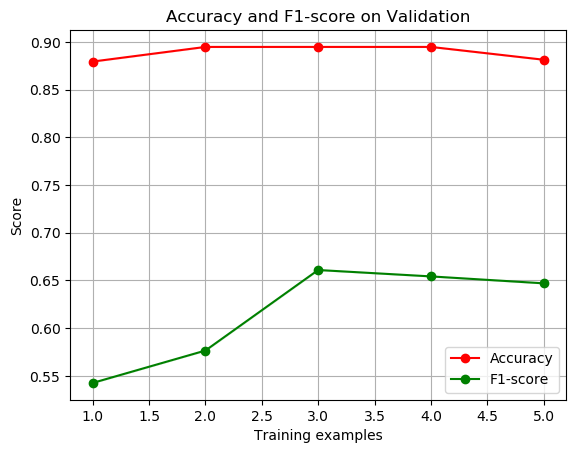 Accuracy and F1-score on Validation
0.90
0.85
0.80
0.75
0.70
0.65
0.60
0.55
Score
Accuracy
F1-score
1.0 1.5 2.0 2.5 3.0 3.5 4.0 4.5 5.0
Training examples